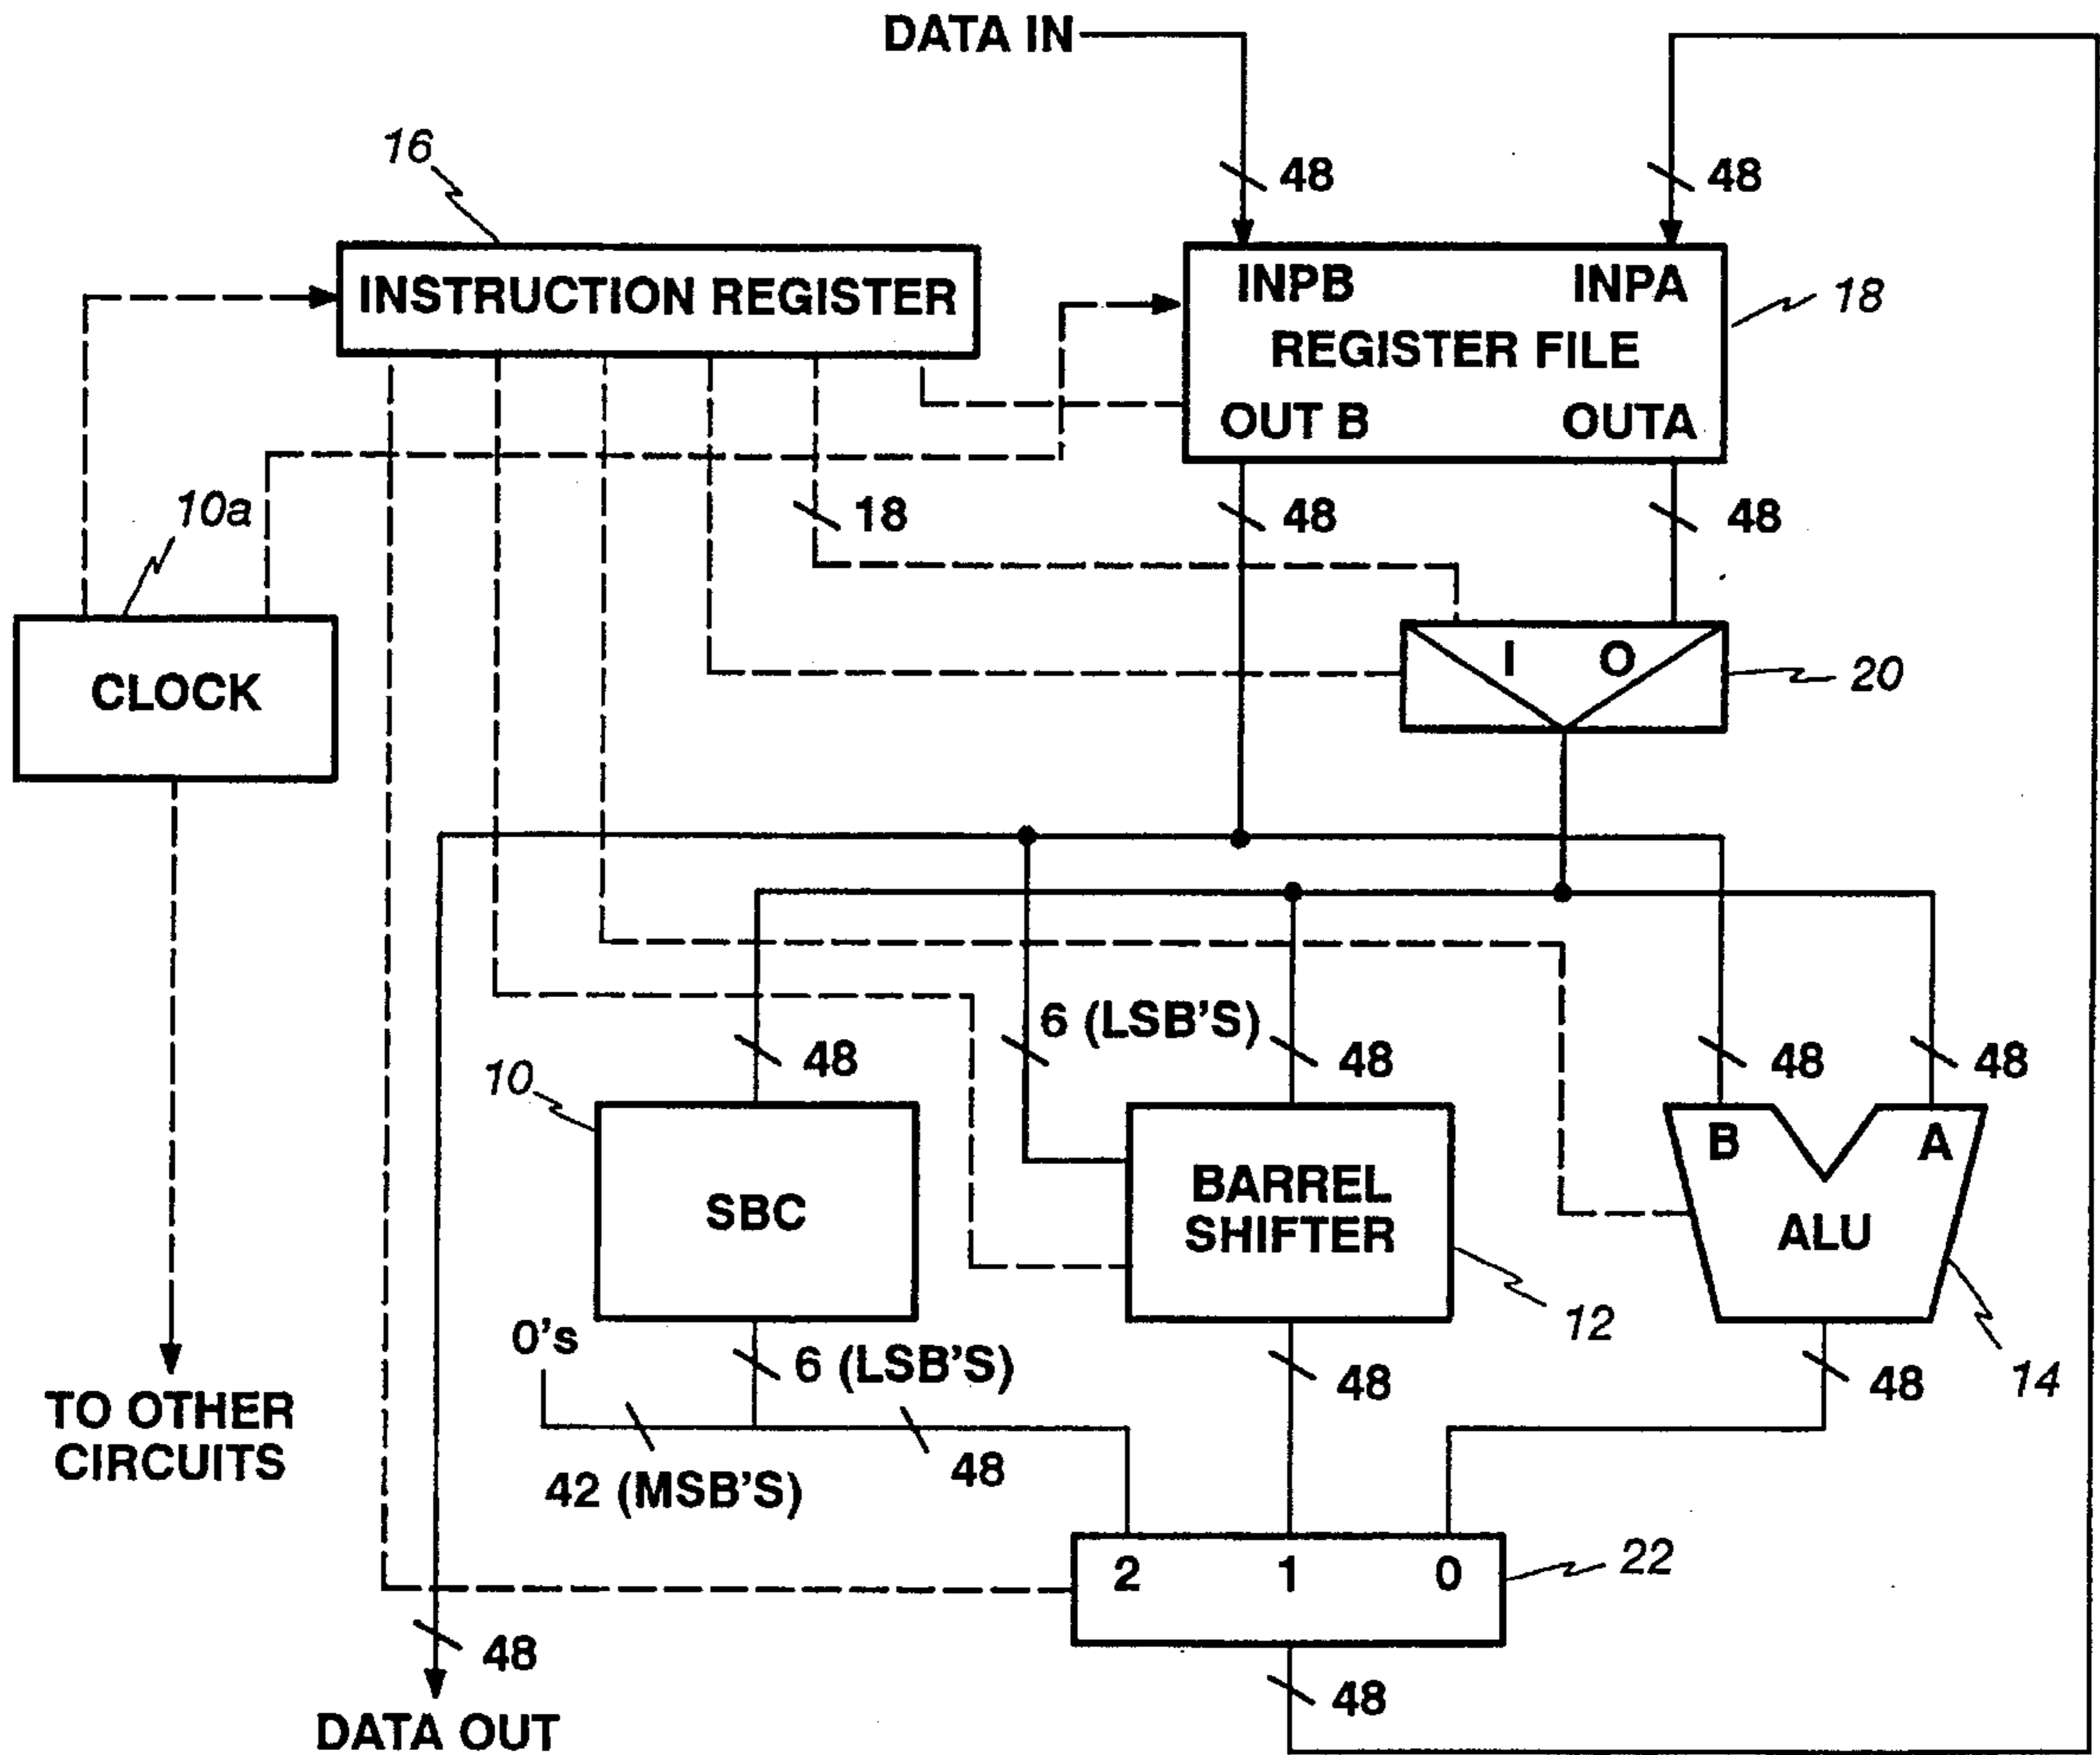 DATA IN
16
48
48
INSTRUCTION REGISTER
INPB
INPA
18
REGISTER FILE
OUT B
OUTA
10a
18
48
48
CLOCK
I
O
20
6 (LSB'S)
48
48
48
48
10
SBC
BARREL
SHIFTER
B
A
ALU
12
14
0's
6 (LSB'S)
48
48
TO OTHER
CIRCUITS
42 (MSB'S)
48
2
1
0
22
48
48
DATA OUT